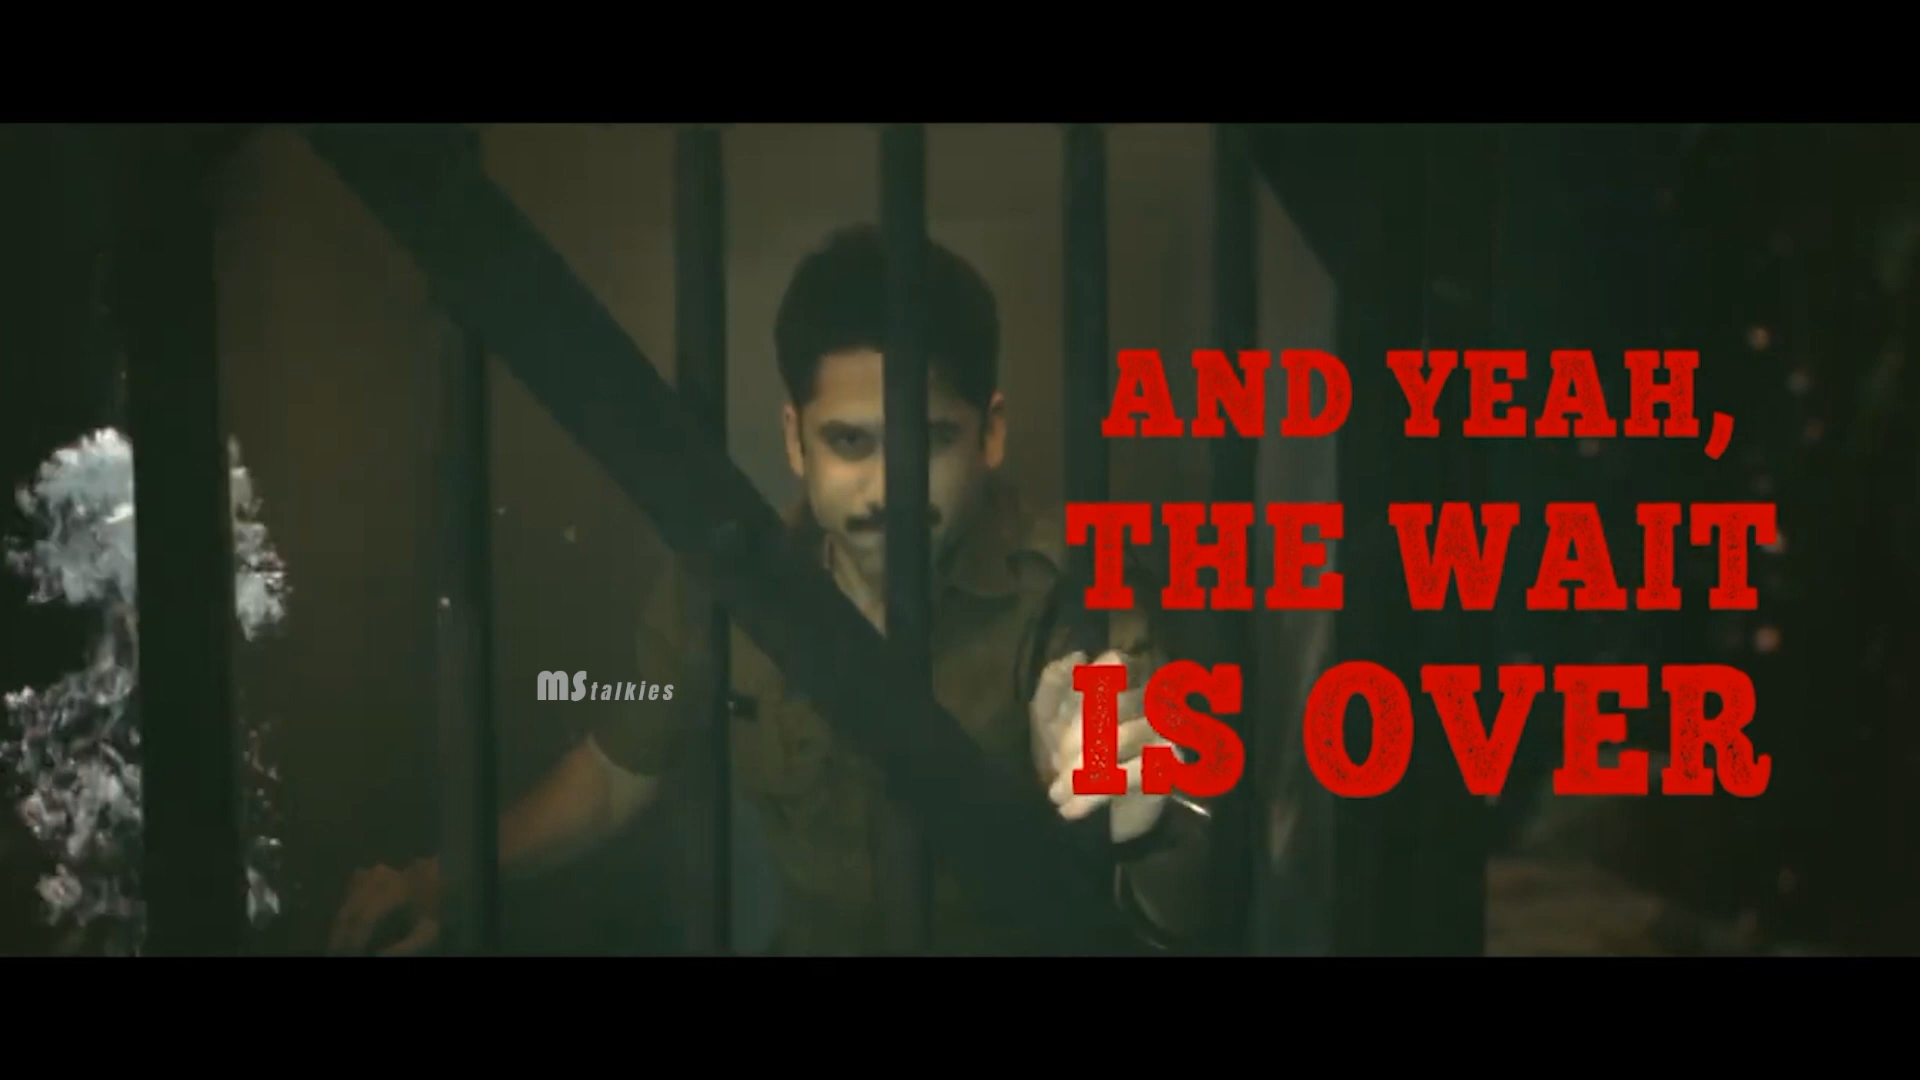 AND YEAH,
THE WAIT
IS OVER
MStalkies